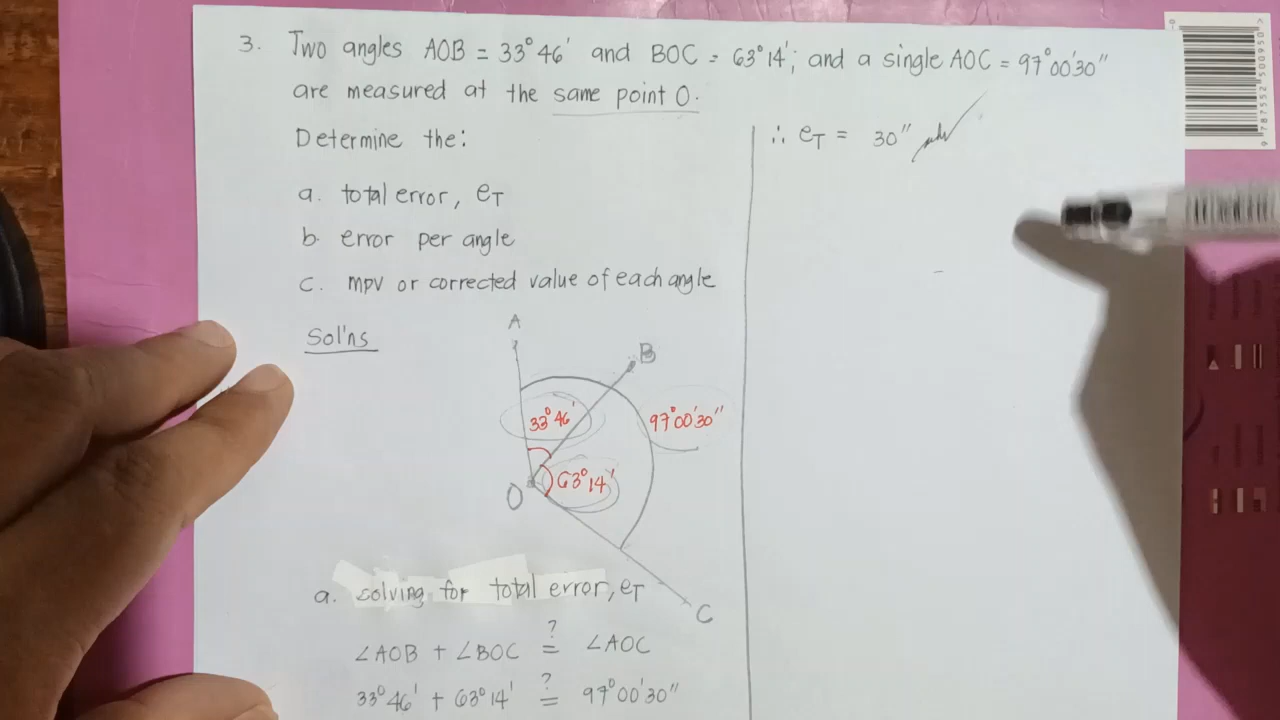 3. Two angles AOB = 33°46' and BOC = 63°14'; and a single AOC = 97°00'30"
are measured at the same point O.
Determine the:
a. total error, eT
b. error per angle
c. mpv or corrected value of each angle
Sol'ns
∴ eT = 30"
A
B
33°46'
97°00'30"
63°14'
O
C
a. solving for total error, eT
∠AOB + ∠BOC ?= ∠AOC
33°46' + 63°14' ?= 97°00'30"
9 787552 500950